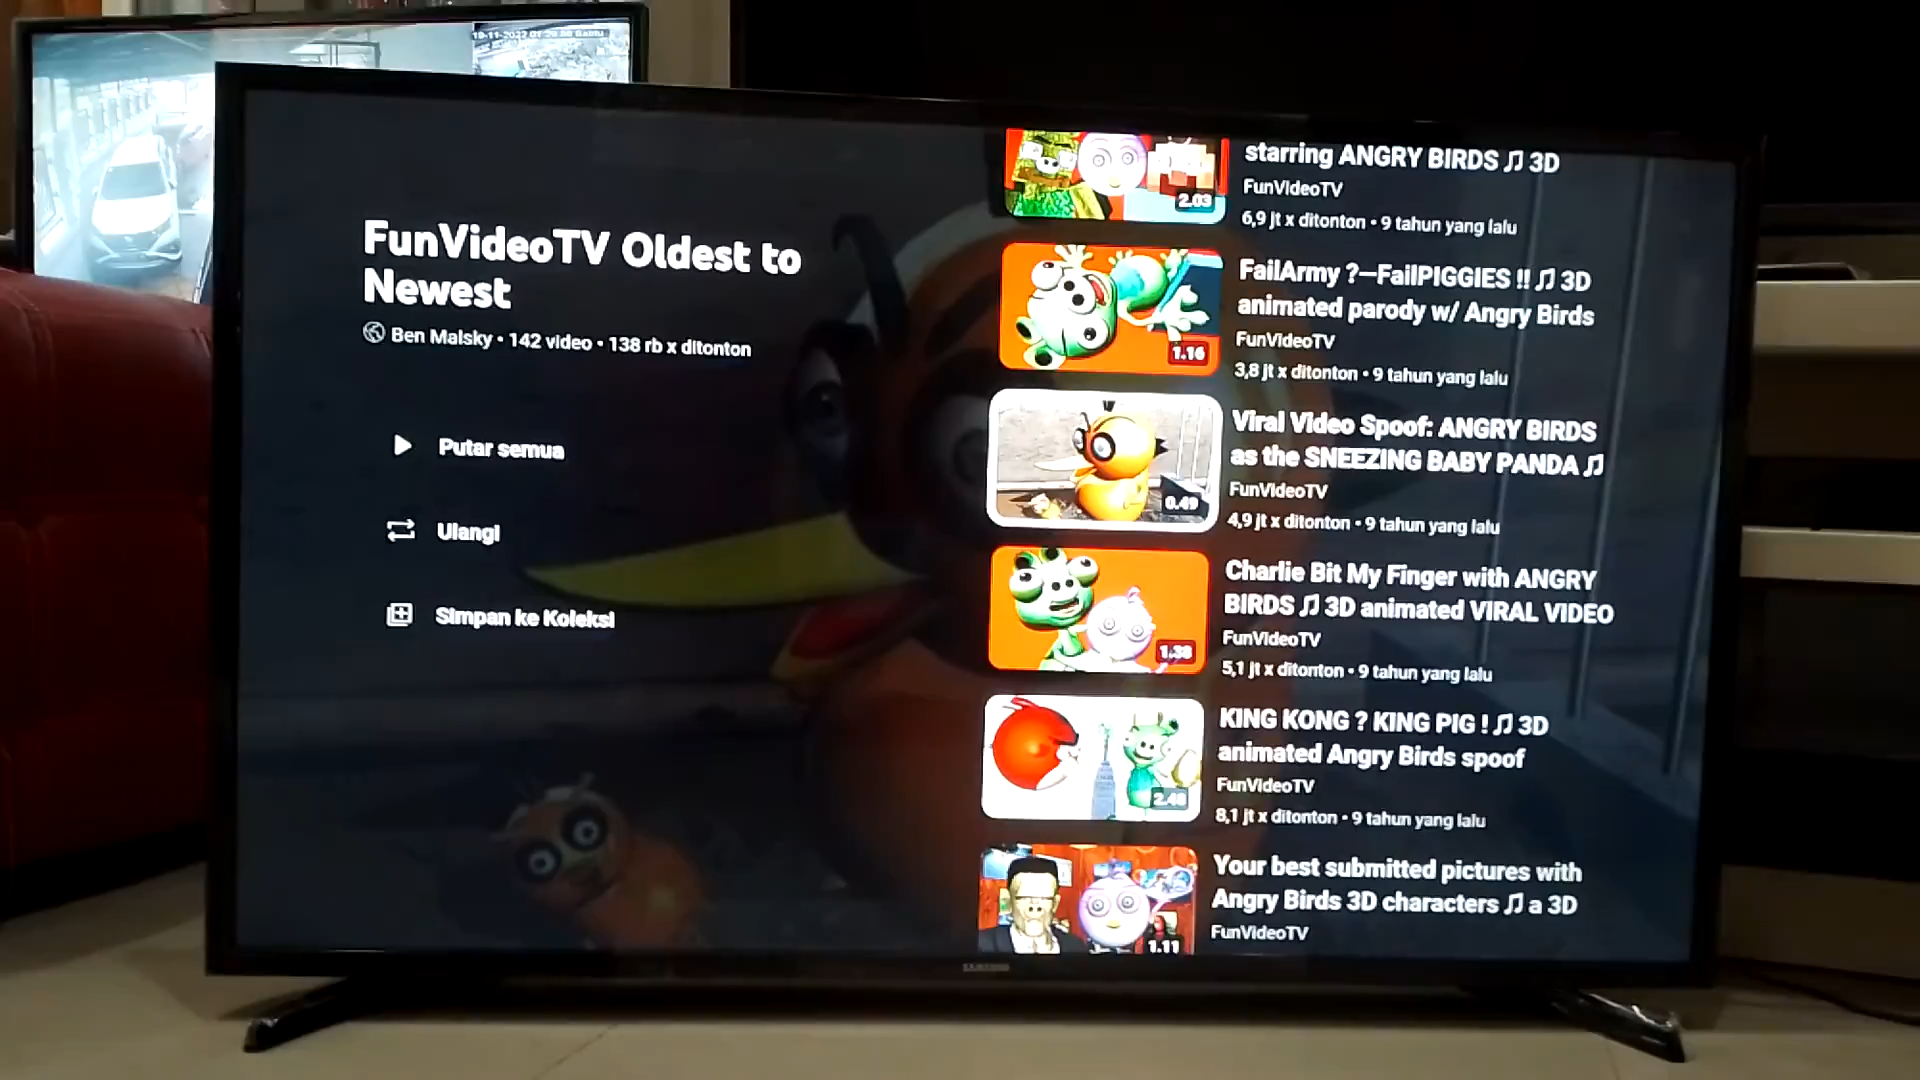 19-11-2022
FunVideoTV Oldest to
Newest
Ben Malsky • 142 video • 138 rb x ditonton
Putar semua
Ulangi
Simpan ke Koleksi
starring ANGRY BIRDS ♫ 3D
FunVideoTV
6,9 jt x ditonton • 9 tahun yang lalu
2.03
FailArmy ?—FailPIGGIES !! ♫ 3D
animated parody w/ Angry Birds
FunVideoTV
3,8 jt x ditonton • 9 tahun yang lalu
1.16
Viral Video Spoof: ANGRY BIRDS
as the SNEEZING BABY PANDA ♫
FunVideoTV
4,9 jt x ditonton • 9 tahun yang lalu
0.49
Charlie Bit My Finger with ANGRY
BIRDS ♫ 3D animated VIRAL VIDEO
FunVideoTV
5,1 jt x ditonton • 9 tahun yang lalu
1.38
KING KONG ? KING PIG ! ♫ 3D
animated Angry Birds spoof
FunVideoTV
8,1 jt x ditonton • 9 tahun yang lalu
Your best submitted pictures with
Angry Birds 3D characters ♫ a 3D
FunVideoTV
1.11
SAMSUNG